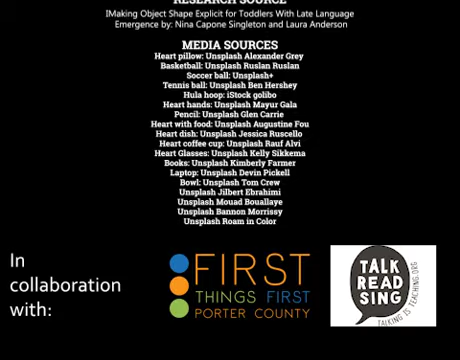 RESEARCH SOURCE
IMaking Object Shape Explicit for Toddlers With Late Language
Emergence by: Nina Capone Singleton and Laura Anderson
MEDIA SOURCES
Heart pillow: Unsplash Alexander Grey
Basketball: Unsplash Ruslan Ruslan
Soccer ball: Unsplash+
Tennis ball: Unsplash Ben Hershey
Hula hoop: iStock golibo
Heart hands: Unsplash Mayur Gala
Pencil: Unsplash Glen Carrie
Heart with food: Unsplash Augustine Fou
Heart dish: Unsplash Jessica Ruscello
Heart coffee cup: Unsplash Rauf Alvi
Heart Glasses: Unsplash Kelly Sikkema
Books: Unsplash Kimberly Farmer
Laptop: Unsplash Devin Pickell
Bowl: Unsplash Tom Crew
Unsplash Jilbert Ebrahimi
Unsplash Mouad Bouallaye
Unsplash Bannon Morrissy
Unsplash Roam in Color
In
collaboration
with:
FIRST
THINGS FIRST
PORTER COUNTY
TALK
READ
SING
TALKING IS TEACHING.ORG